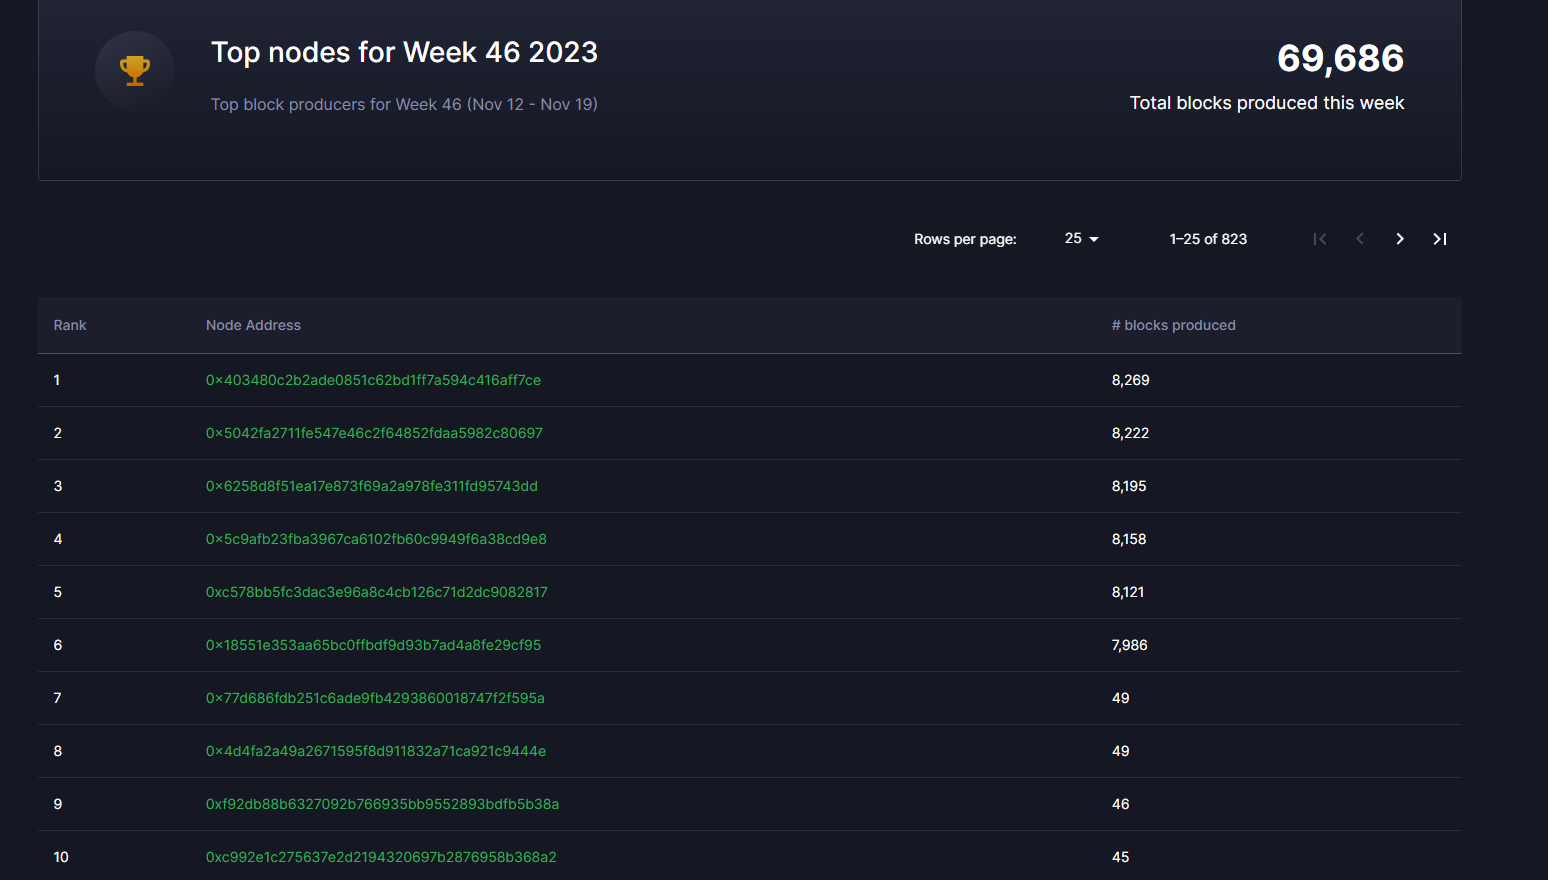 Top nodes for Week 46 2023
Top block producers for Week 46 (Nov 12 - Nov 19)
69,686
Total blocks produced this week
Rows per page: 25 1–25 of 823
Rank Node Address # blocks produced
1 0x403480c2b2ade0851c62bd1ff7a594c416aff7ce 8,269
2 0x5042fa2711fe547e46c2f64852fdaa5982c80697 8,222
3 0x6258d8f51ea17e873f69a2a978fe311fd95743dd 8,195
4 0x5c9afb23fba3967ca6102fb60c9949f6a38cd9e8 8,158
5 0xc578bb5fc3dac3e96a8c4cb126c71d2dc9082817 8,121
6 0x18551e353aa65bc0ffbdf9d93b7ad4a8fe29cf95 7,986
7 0x77d686fdb251c6ade9fb4293860018747f2f595a 49
8 0x4d4fa2a49a2671595f8d911832a71ca921c9444e 49
9 0xf92db88b6327092b766935bb9552893bdfb5b38a 46
10 0xc992e1c275637e2d2194320697b2876958b368a2 45